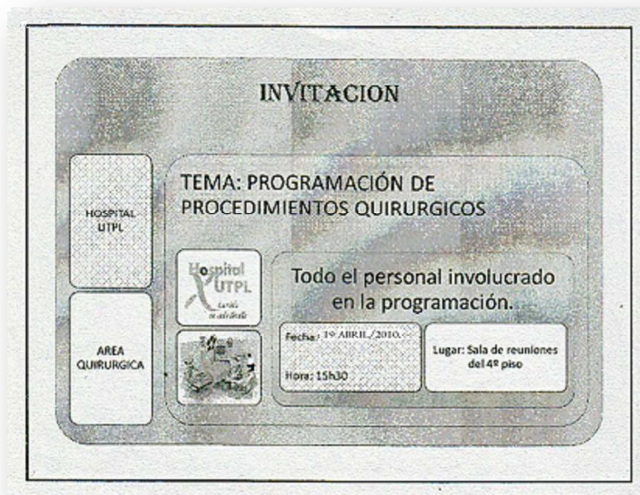 INVITACION
TEMA: PROGRAMACIÓN DE
PROCEDIMIENTOS QUIRURGICOS
HOSPITAL
UTPL
AREA
QUIRURGICA
Hospital
UTPL
Todo el personal involucrado
en la programación.
Fecha: ABRIL/2010.
Hora: 15h30
Lugar: Sala de reuniones
del 4º piso